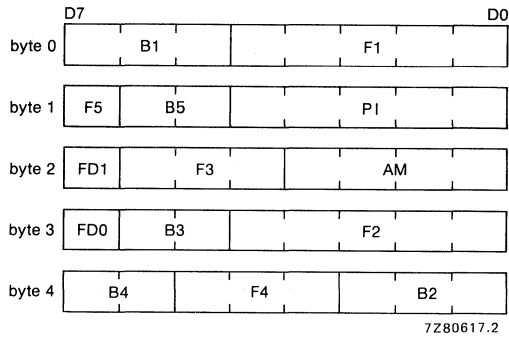 D7 D0
byte 0 B1 F1
byte 1 F5 B5 PI
byte 2 FD1 F3 AM
byte 3 FD0 B3 F2
byte 4 B4 F4 B2
7Z80617.2